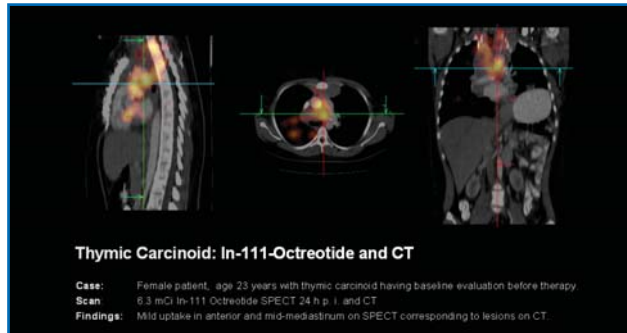 Thymic Carcinoid: In-111-Octreotide and CT
Case: Female patient, age 23 years with thymic carcinoid having baseline evaluation before therapy.
Scan: 6.3 mCi In-111 Octreotide SPECT 24 h p. i. and CT
Findings: Mild uptake in anterior and mid-mediastinum on SPECT corresponding to lesions on CT.